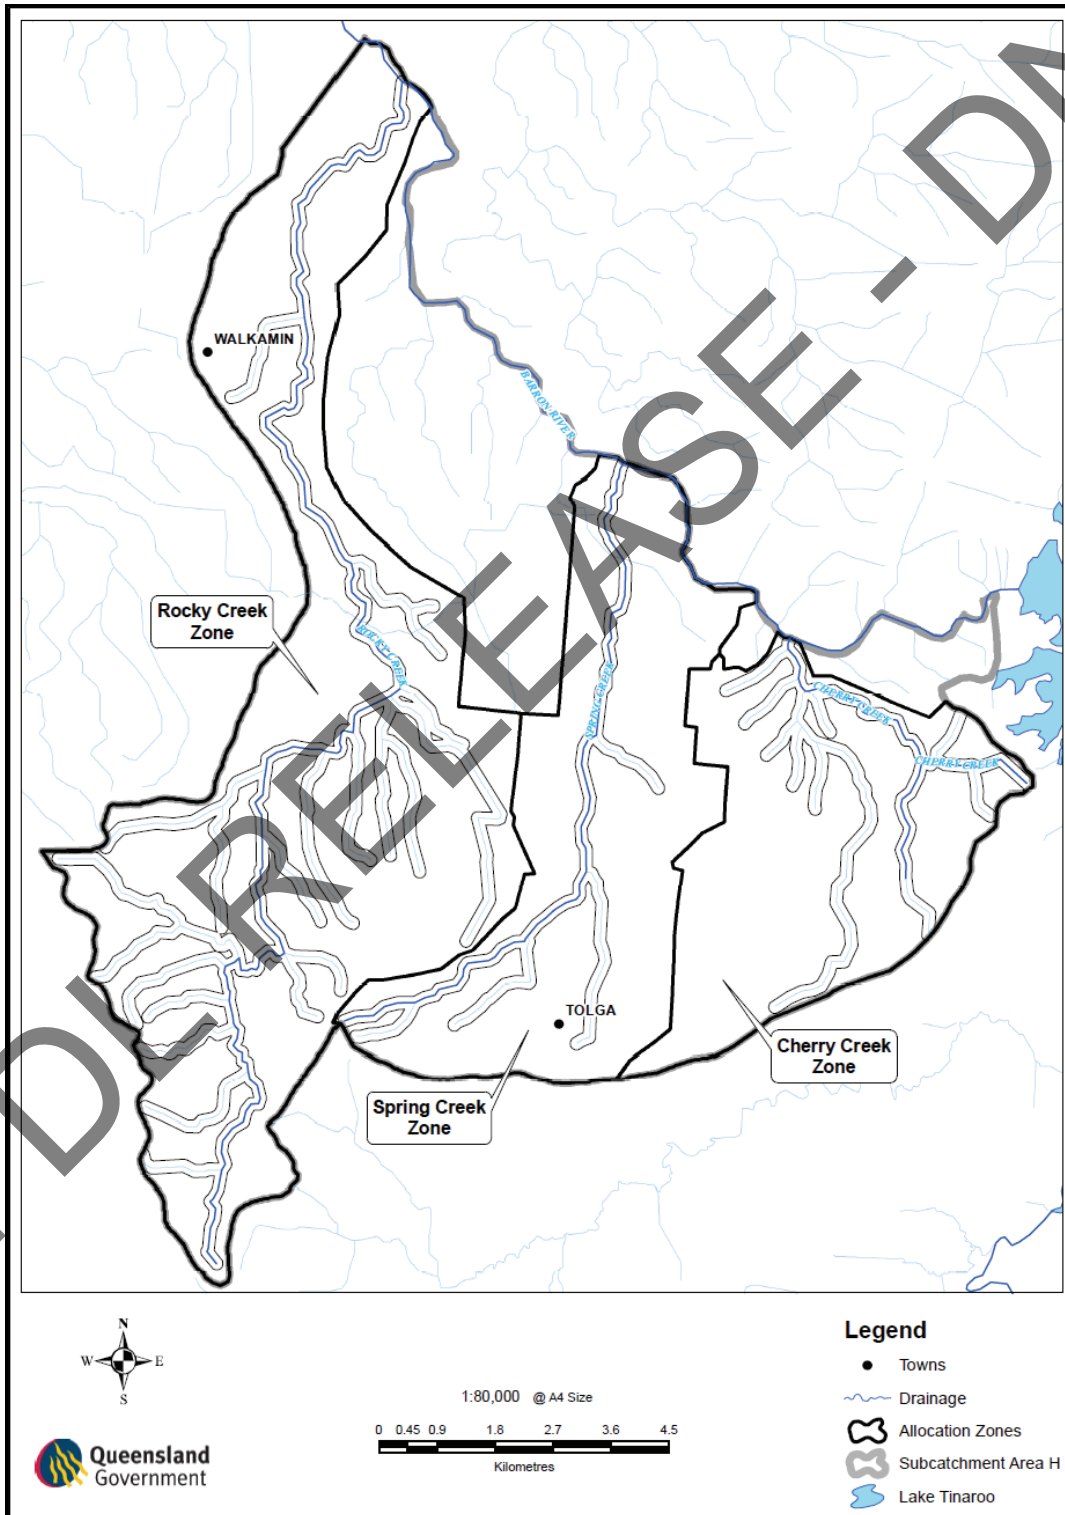 WALKAMIN
BARRON RIVER
Rocky Creek
Zone
ROCKY CREEK
SPRING CREEK
CHERRY CREEK
CHERRY CREEK
TOLGA
Cherry Creek
Zone
Spring Creek
Zone
DL RELEASE - D
N
W E
S
1:80,000 @ A4 Size
0 0.45 0.9 1.8 2.7 3.6 4.5
Kilometres
Queensland
Government
Legend
Towns
Drainage
Allocation Zones
Subcatchment Area H
Lake Tinaroo